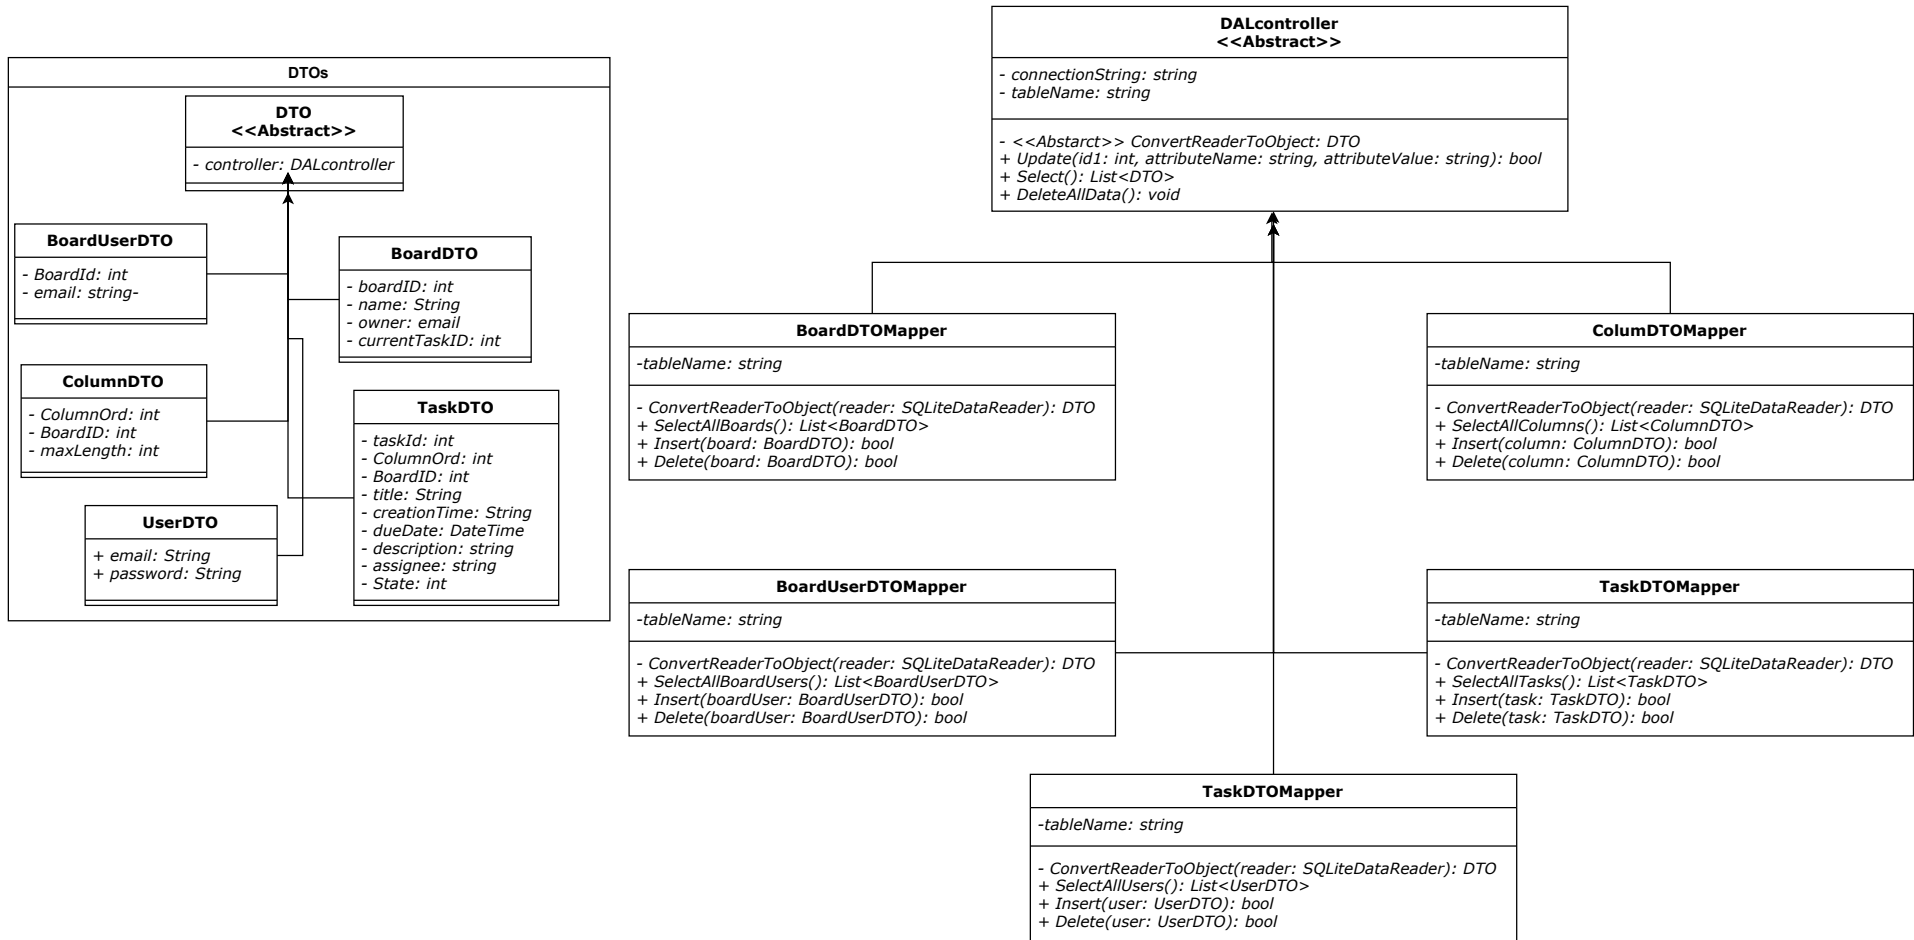 DTOs
DTO
<<Abstract>>
- controller: DALcontroller
BoardUserDTO
- BoardId: int
- email: string-
BoardDTO
- boardID: int
- name: String
- owner: email
- currentTaskID: int
ColumnDTO
- ColumnOrd: int
- BoardID: int
- maxLength: int
TaskDTO
- taskId: int
- ColumnOrd: int
- BoardID: int
- title: String
- creationTime: String
- dueDate: DateTime
- description: string
- assignee: string
- State: int
UserDTO
+ email: String
+ password: String
DALcontroller
<<Abstract>>
- connectionString: string
- tableName: string
- <<Abstarct>> ConvertReaderToObject: DTO
+ Update(id1: int, attributeName: string, attributeValue: string): bool
+ Select(): List<DTO>
+ DeleteAllData(): void
BoardDTOMapper
-tableName: string
- ConvertReaderToObject(reader: SQLiteDataReader): DTO
+ SelectAllBoards(): List<BoardDTO>
+ Insert(board: BoardDTO): bool
+ Delete(board: BoardDTO): bool
ColumDTOMapper
-tableName: string
- ConvertReaderToObject(reader: SQLiteDataReader): DTO
+ SelectAllColumns(): List<ColumnDTO>
+ Insert(column: ColumnDTO): bool
+ Delete(column: ColumnDTO): bool
BoardUserDTOMapper
-tableName: string
- ConvertReaderToObject(reader: SQLiteDataReader): DTO
+ SelectAllBoardUsers(): List<BoardUserDTO>
+ Insert(boardUser: BoardUserDTO): bool
+ Delete(boardUser: BoardUserDTO): bool
TaskDTOMapper
-tableName: string
- ConvertReaderToObject(reader: SQLiteDataReader): DTO
+ SelectAllTasks(): List<TaskDTO>
+ Insert(task: TaskDTO): bool
+ Delete(task: TaskDTO): bool
TaskDTOMapper
-tableName: string
- ConvertReaderToObject(reader: SQLiteDataReader): DTO
+ SelectAllUsers(): List<UserDTO>
+ Insert(user: UserDTO): bool
+ Delete(user: UserDTO): bool